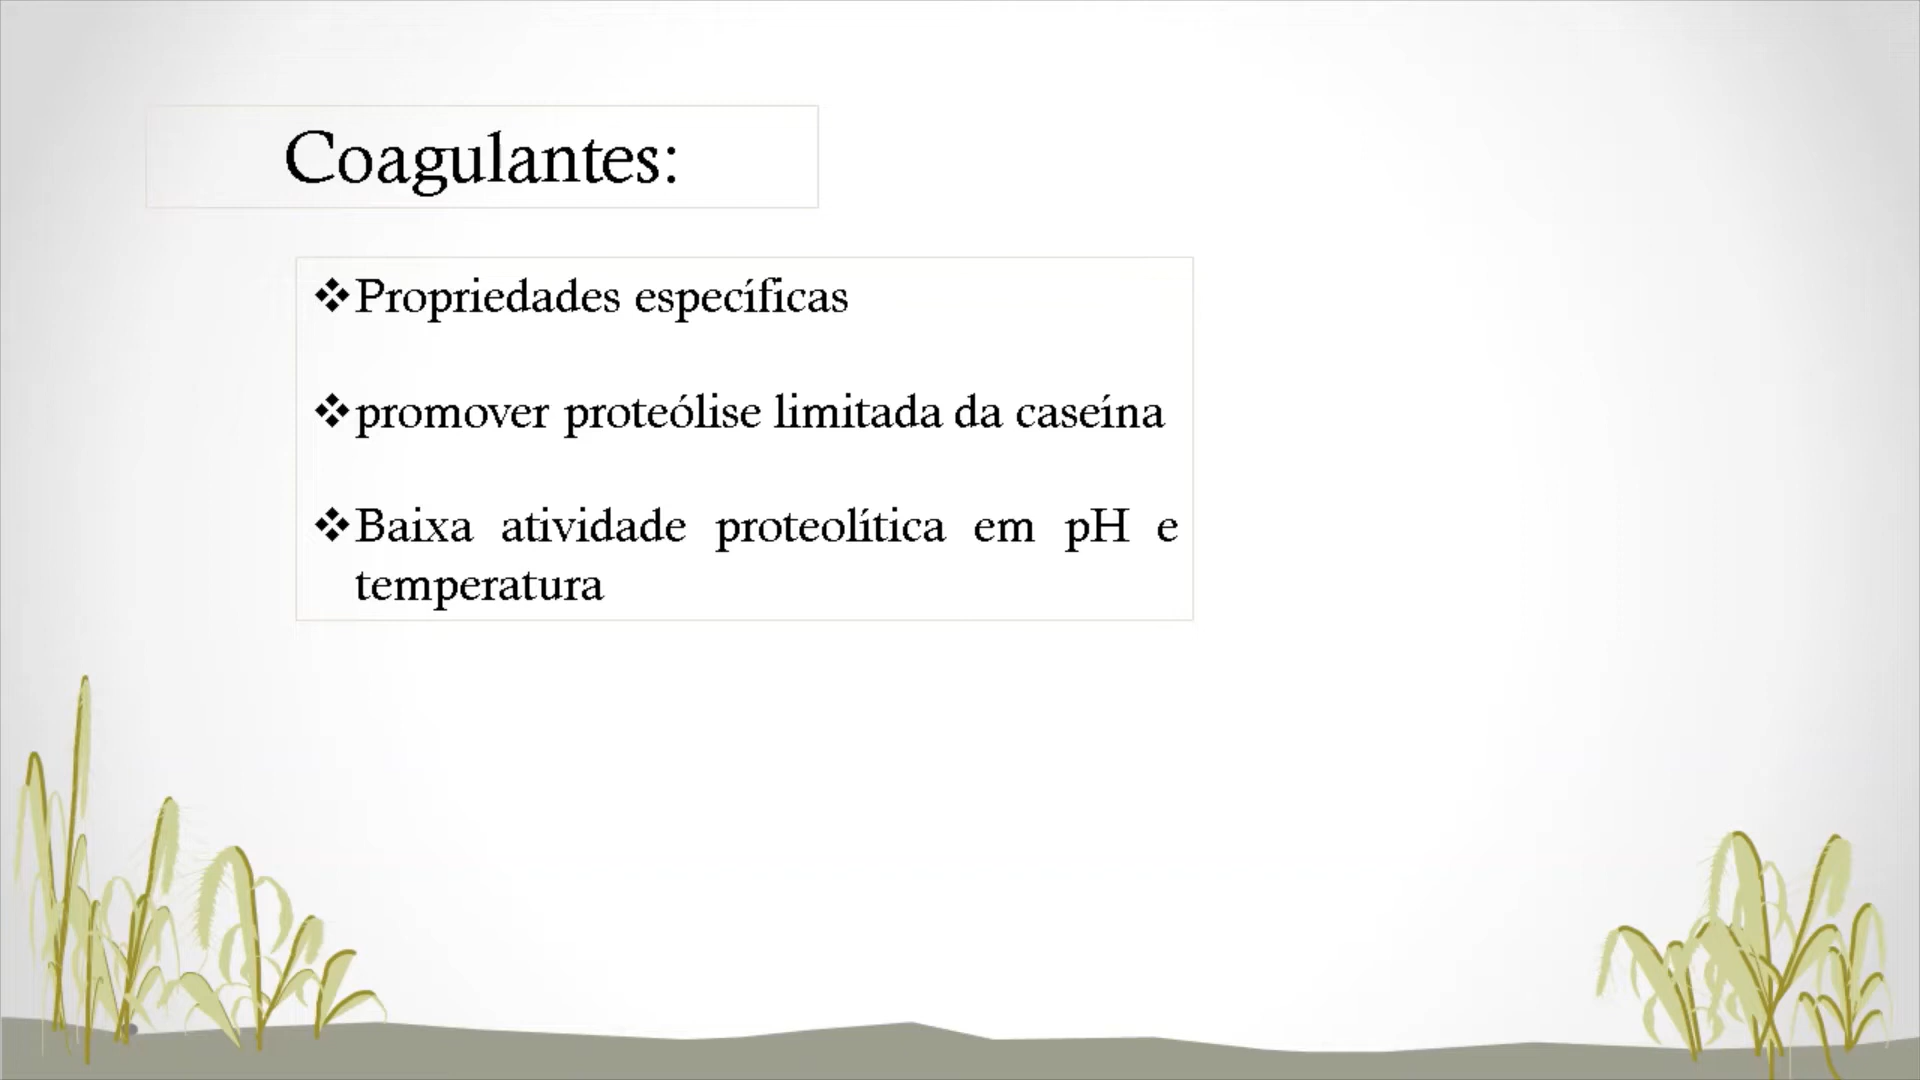 Coagulantes:
❖Propriedades específicas
❖promover proteólise limitada da caseína
❖Baixa atividade proteolítica em pH e
temperatura